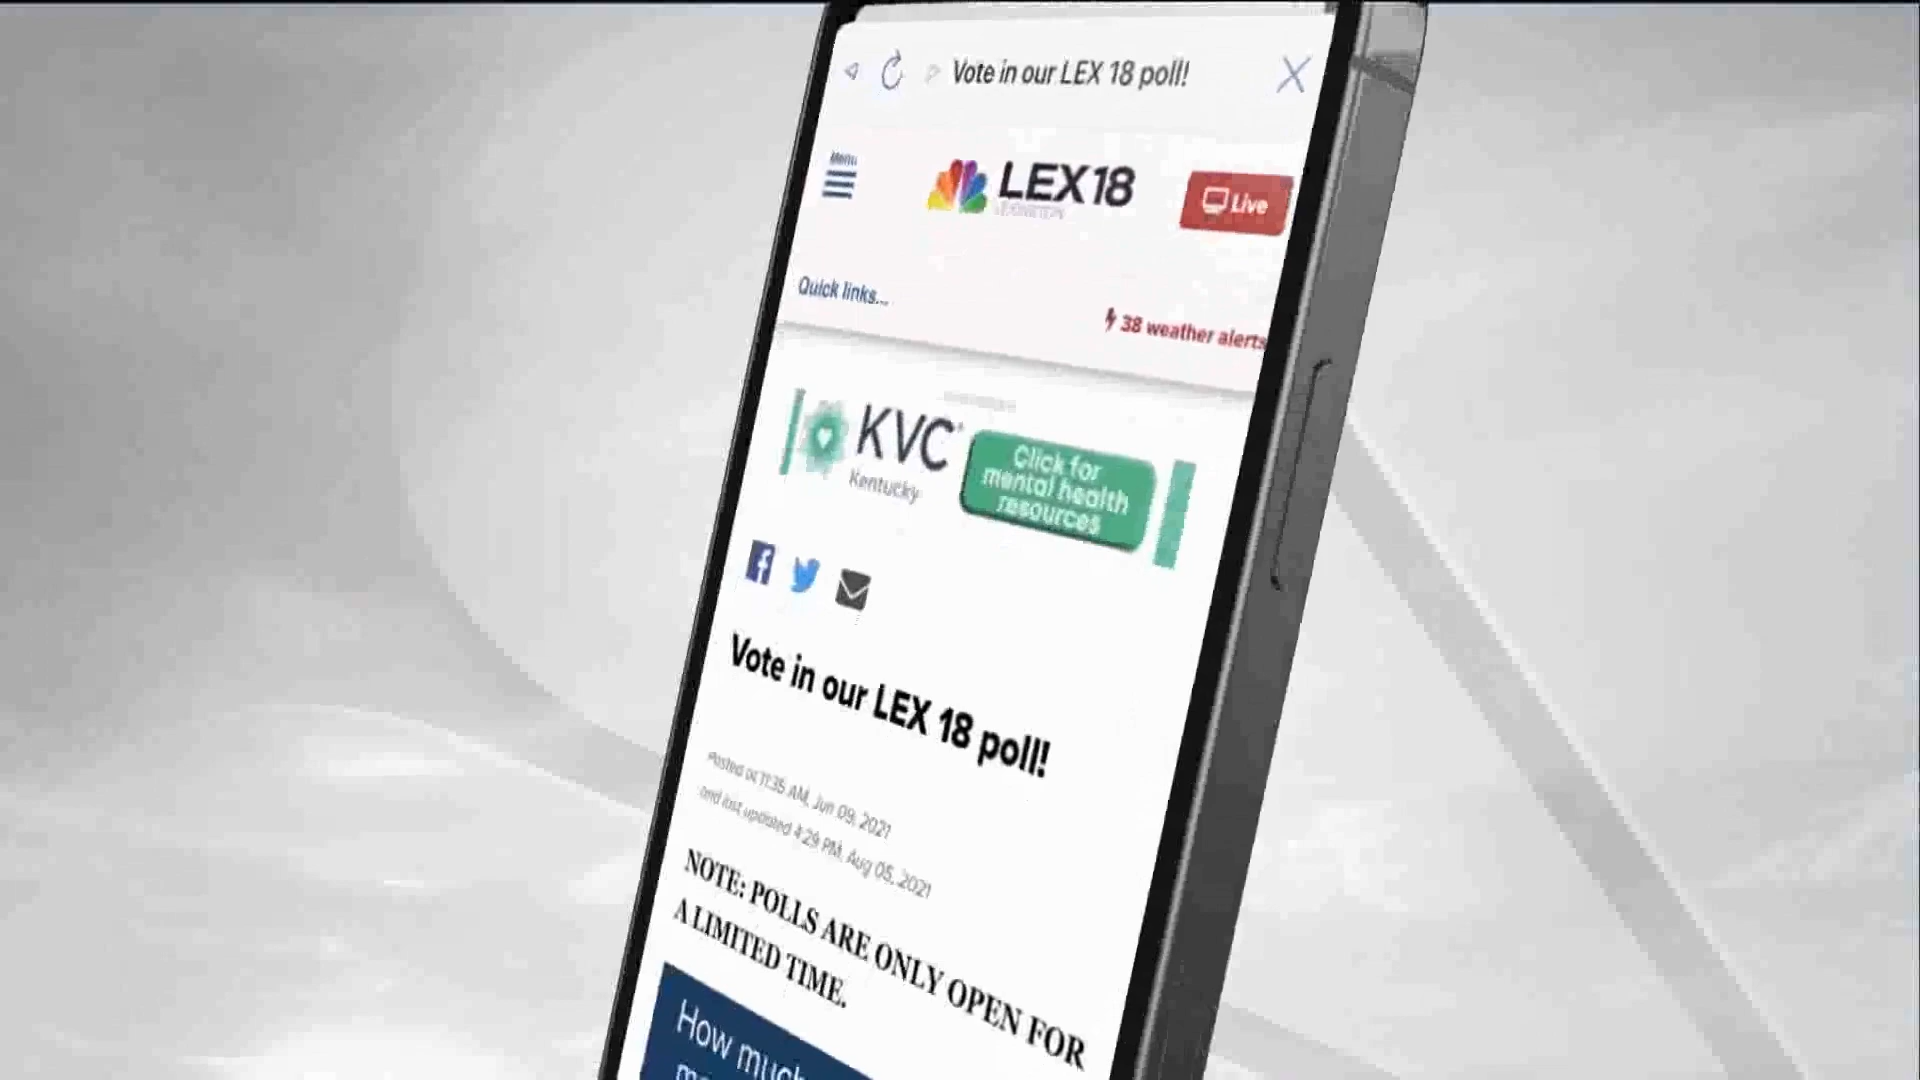 Vote in our LEX 18 poll!
Menu
LEX18
LEXINGTON
Live
Quick links...
38 weather alerts
KVC
Kentucky
Click for
mental health
resources
Vote in our LEX 18 poll!
Posted at 11:35 AM, Jun 09, 2021
and last updated 4:29 PM, Aug 05, 2021
NOTE: POLLS ARE ONLY OPEN FOR
A LIMITED TIME.
How much